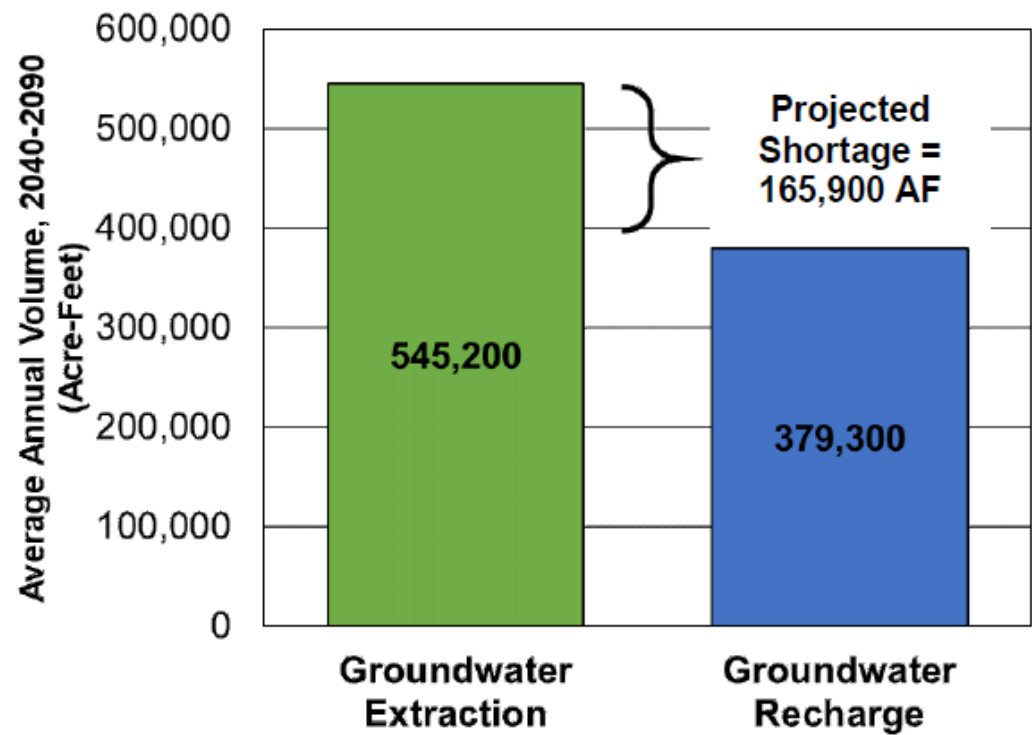 Average Annual Volume, 2040-2090
(Acre-Feet)
600,000
500,000
400,000
300,000
200,000
100,000
0
Projected
Shortage =
165,900 AF
545,200
379,300
Groundwater
Extraction
Groundwater
Recharge